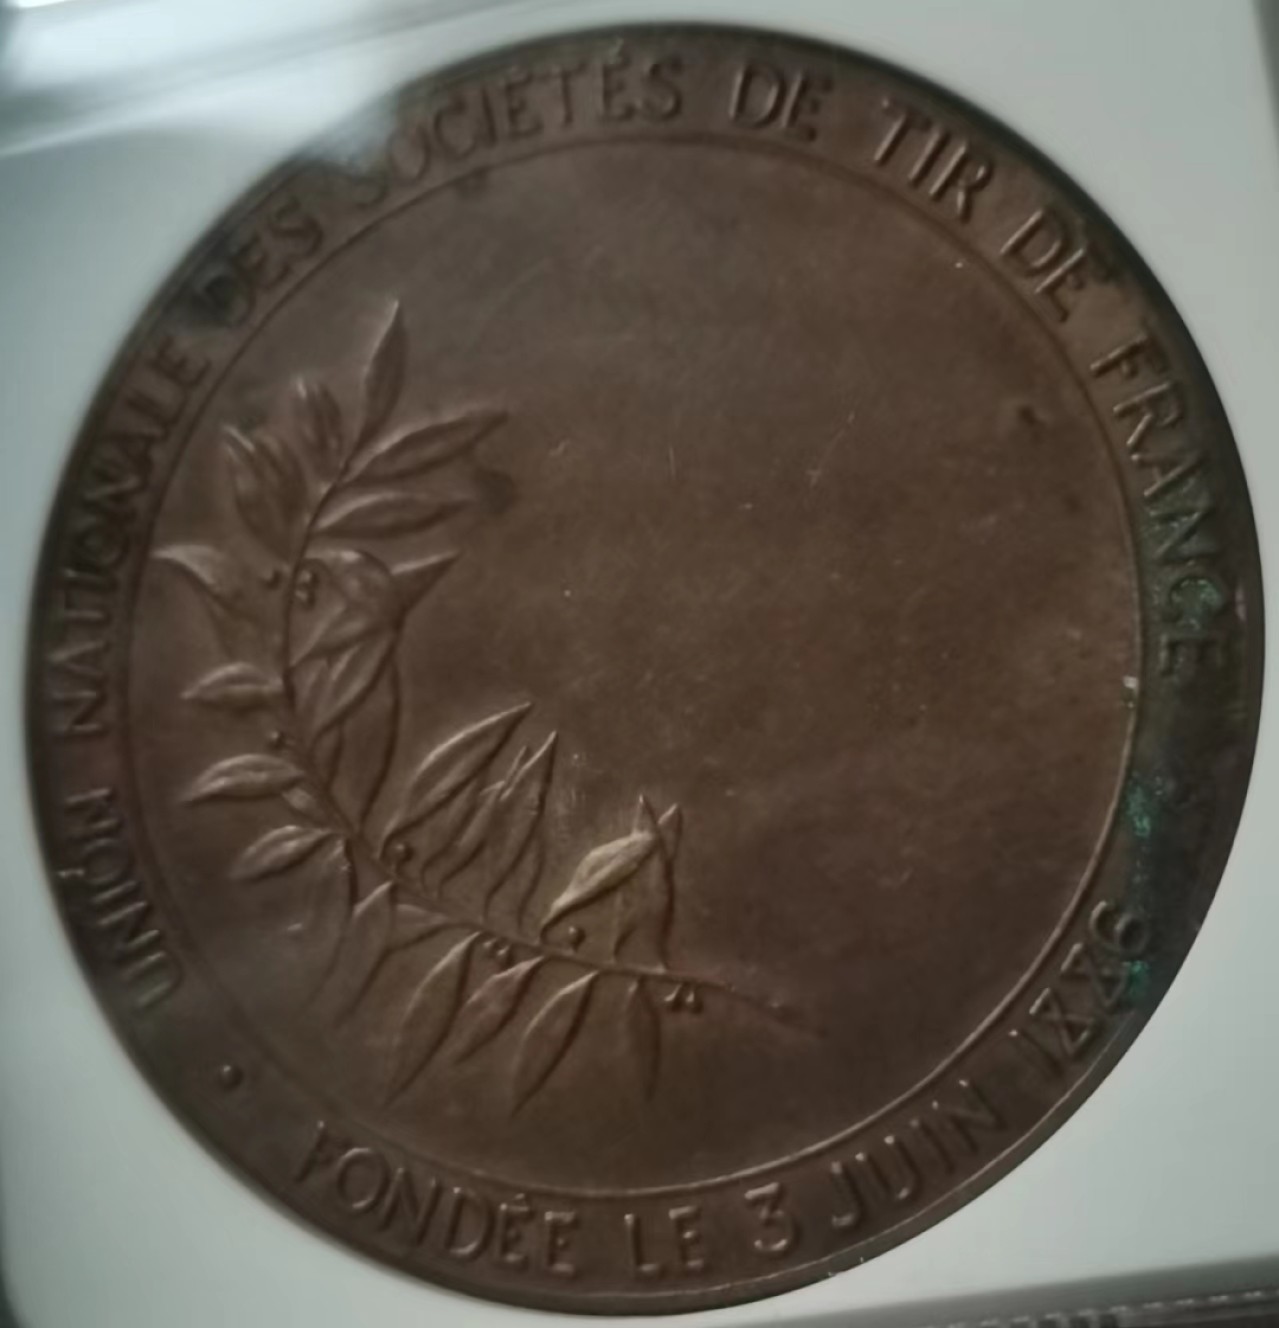 UNION NATIONALE DES SOCIÉTÉS DE TIR DE FRANCE
FONDÉE LE 3 JUIN 1886